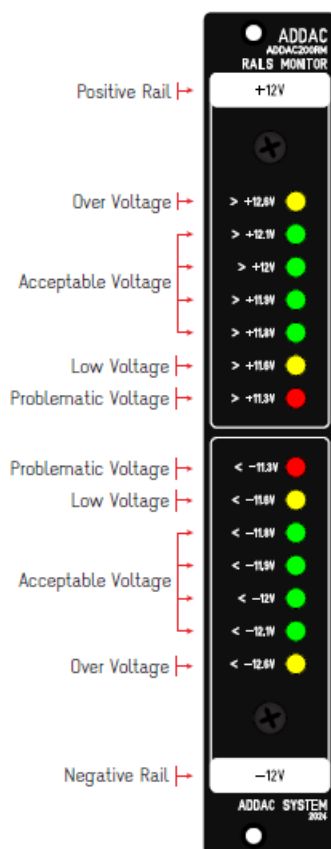 ADDAC
ADDAC200RM
RALS MONITOR
Positive Rail
+12V
Over Voltage
> +12.6V
> +12.1V
Acceptable Voltage
> +12V
> +11.9V
> +11.8V
Low Voltage
> +11.6V
Problematic Voltage
> +11.3V
Problematic Voltage
< -11.3V
Low Voltage
< -11.6V
< -11.8V
Acceptable Voltage
< -11.9V
< -12V
< -12.1V
Over Voltage
< -12.6V
Negative Rail
-12V
ADDAC SYSTEM
2024